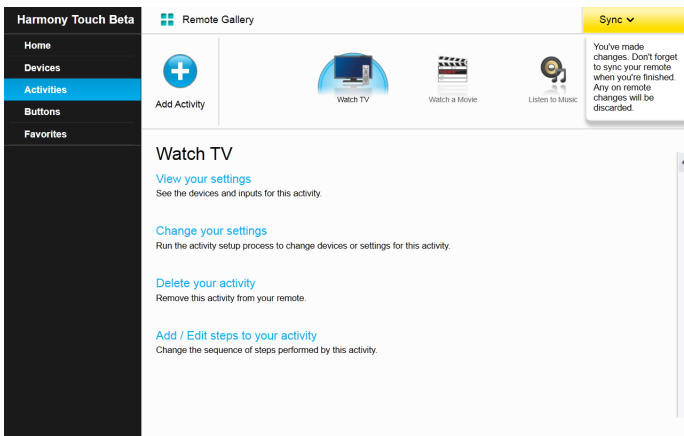 Harmony Touch Beta
Remote Gallery
Sync
Home
Devices
Activities
Buttons
Favorites
Add Activity
Watch TV
Watch a Movie
Listen to Music
You've made
changes. Don't forget
to sync your remote
when you're finished.
Any on remote
changes will be
discarded.
Watch TV
View your settings
See the devices and inputs for this activity.
Change your settings
Run the activity setup process to change devices or settings for this activity.
Delete your activity
Remove this activity from your remote.
Add / Edit steps to your activity
Change the sequence of steps performed by this activity.